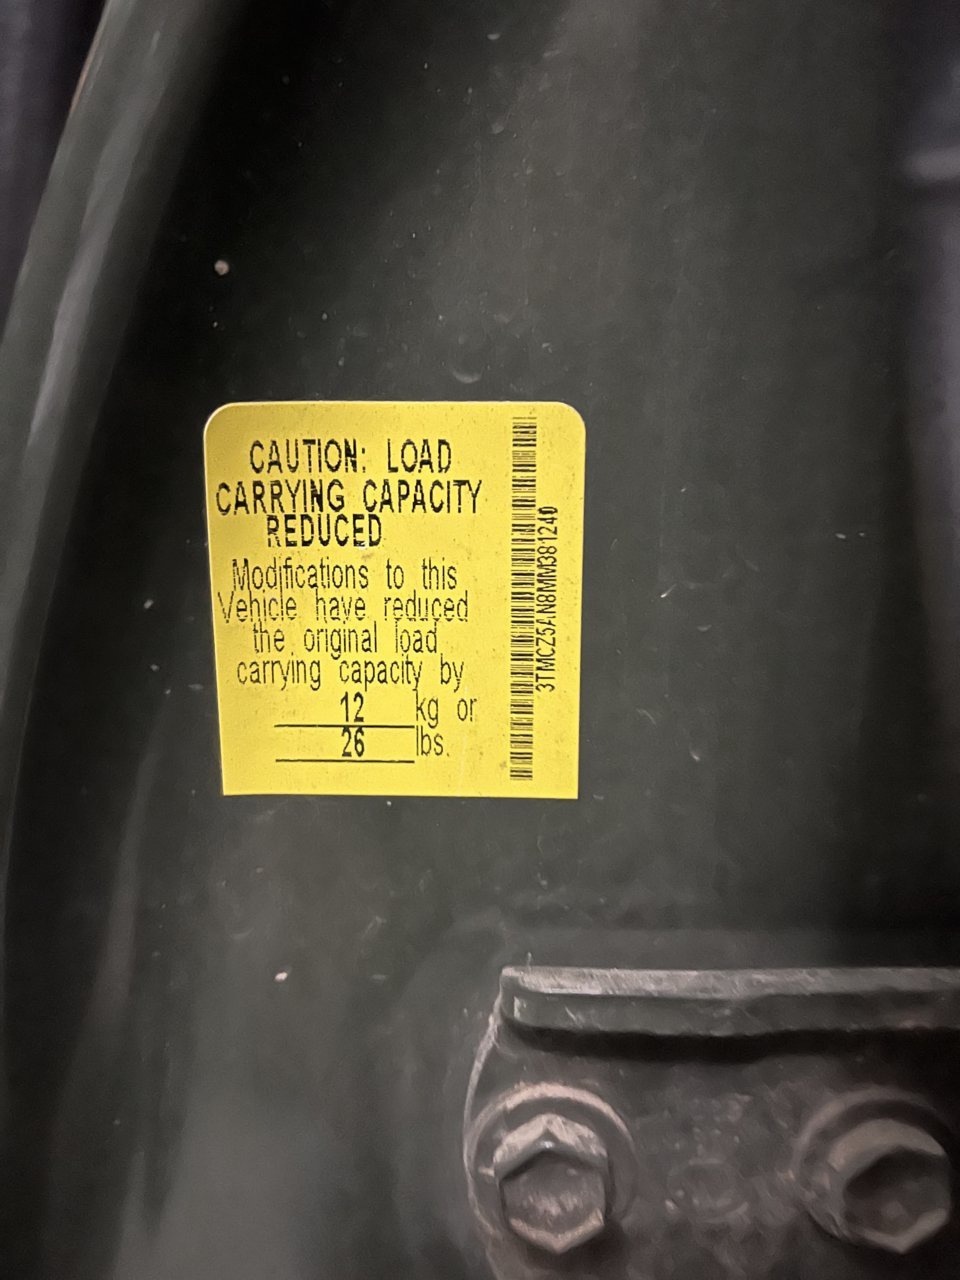 CAUTION: LOAD
CARRYING CAPACITY
REDUCED
Modifications to this
Vehicle have reduced
the original load
carrying capacity by
12 kg or
26 lbs.
3TMCZ5AN8MM381240